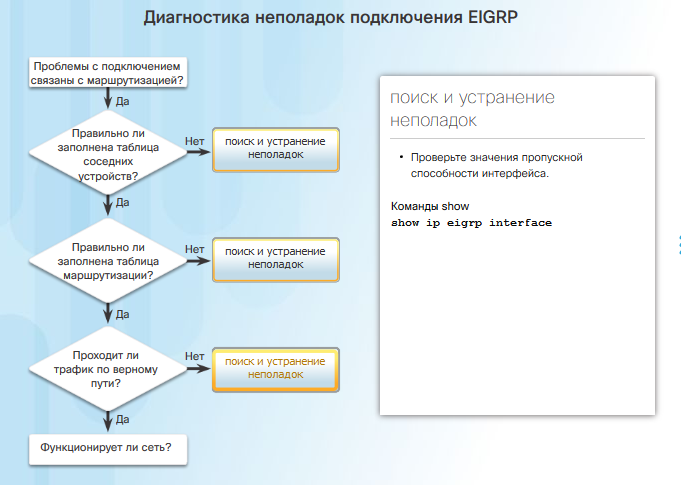 Диагностика неполадок подключения EIGRP
Проблемы с подключением
связаны с маршрутизацией?
Да
Правильно ли
заполнена таблица
соседних
устройств?
Нет
поиск и устранение
неполадок
Да
Правильно ли
заполнена таблица
маршрутизации?
Нет
поиск и устранение
неполадок
Да
Проходит ли
трафик по верному
пути?
Нет
поиск и устранение
неполадок
Да
Функционирует ли сеть?
поиск и устранение
неполадок
• Проверьте значения пропускной
способности интерфейса.
Команды show
show ip eigrp interface